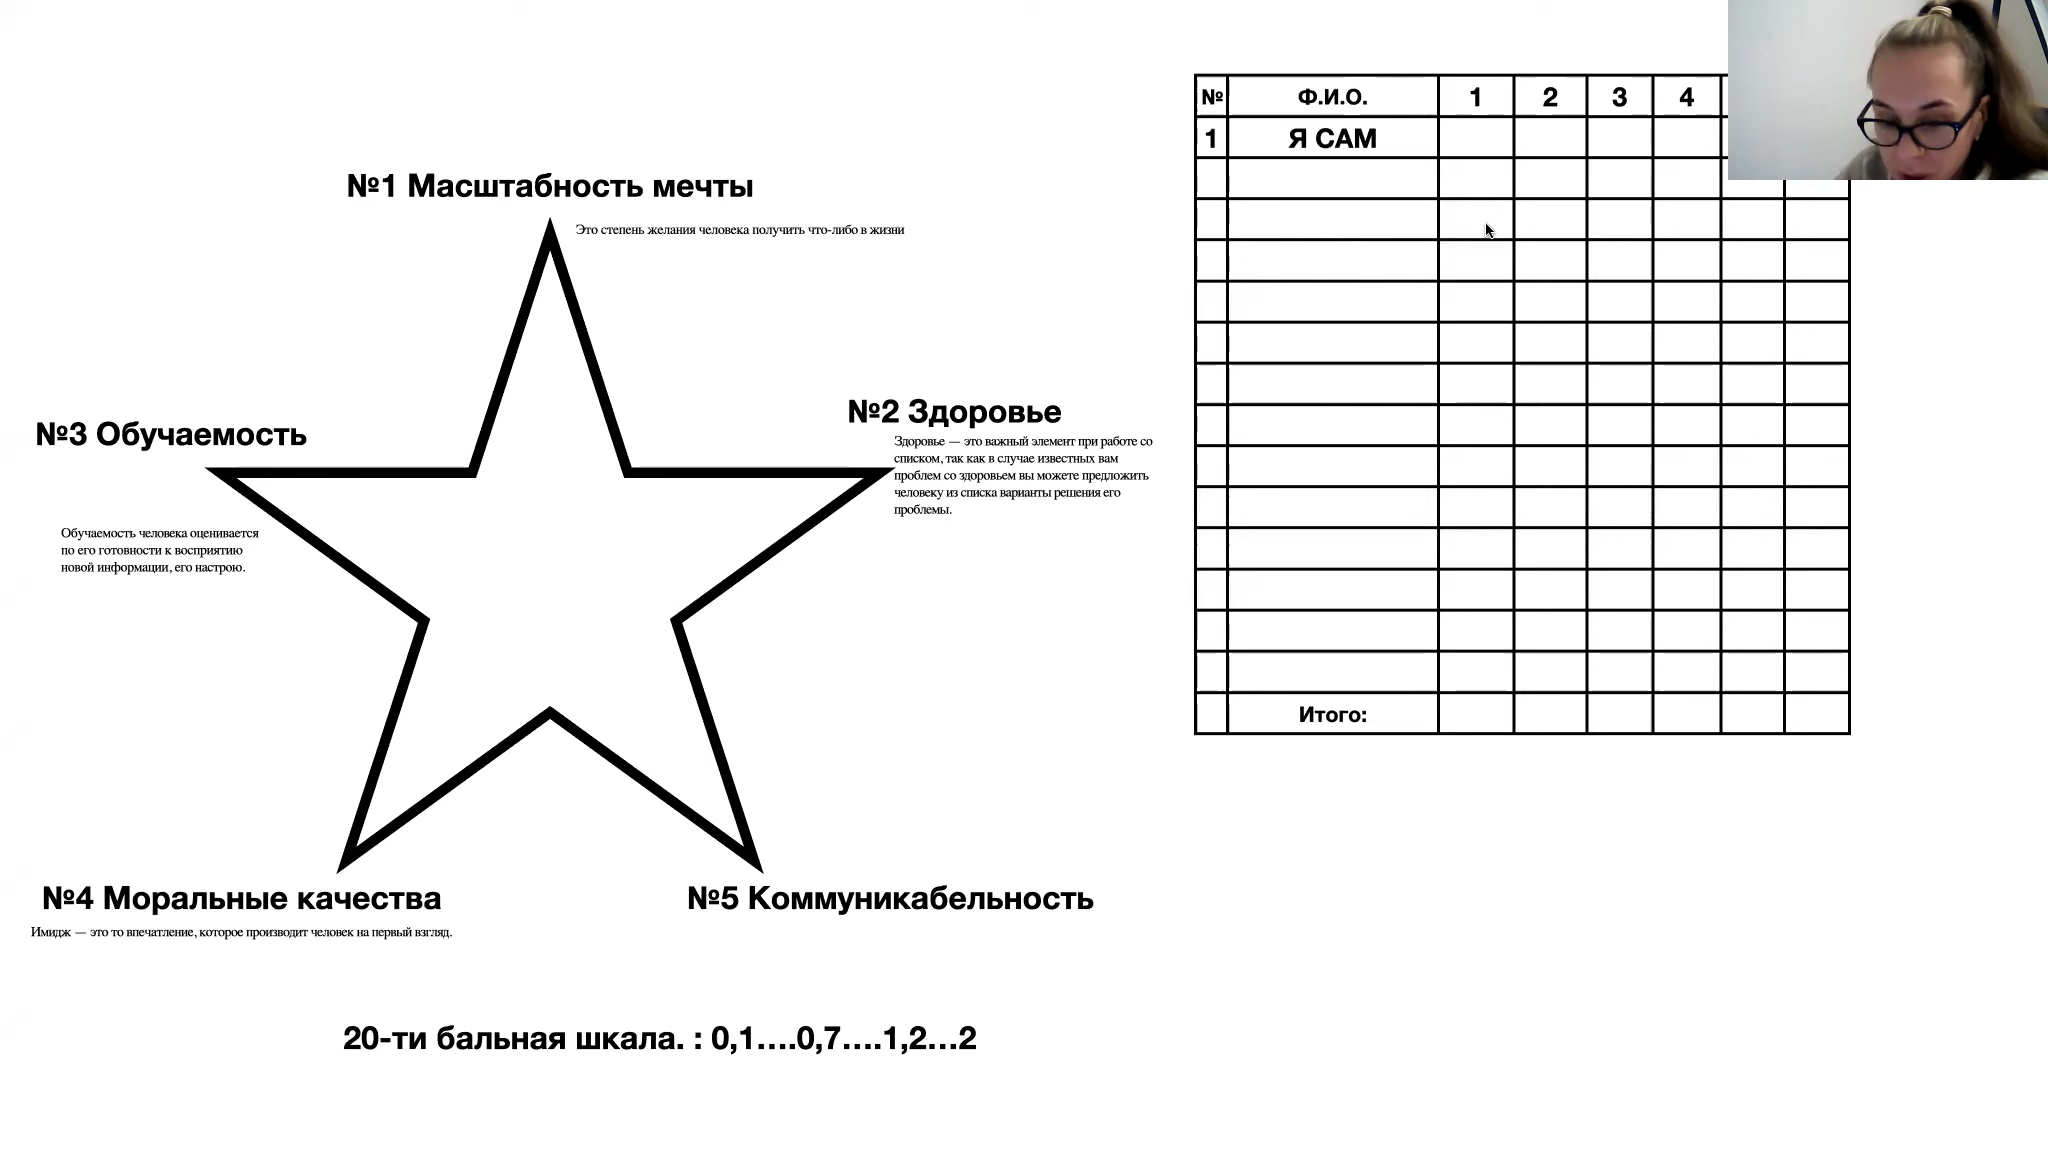 №1 Масштабность мечты
Это степень желания человека получить что-либо в жизни
№2 Здоровье
Здоровье — это важный элемент при работе со
списком, так как в случае известных вам
проблем со здоровьем вы можете предложить
человеку из списка варианты решения его
проблемы.
№3 Обучаемость
Обучаемость человека оценивается
по его готовности к восприятию
новой информации, его настрою.
№4 Моральные качества
Имидж — это то впечатление, которое производит человек на первый взгляд.
№5 Коммуникабельность
20-ти бальная шкала. : 0,1....0,7....1,2...2
№ Ф.И.О. 1 2 3 4
1 Я САМ
Итого: